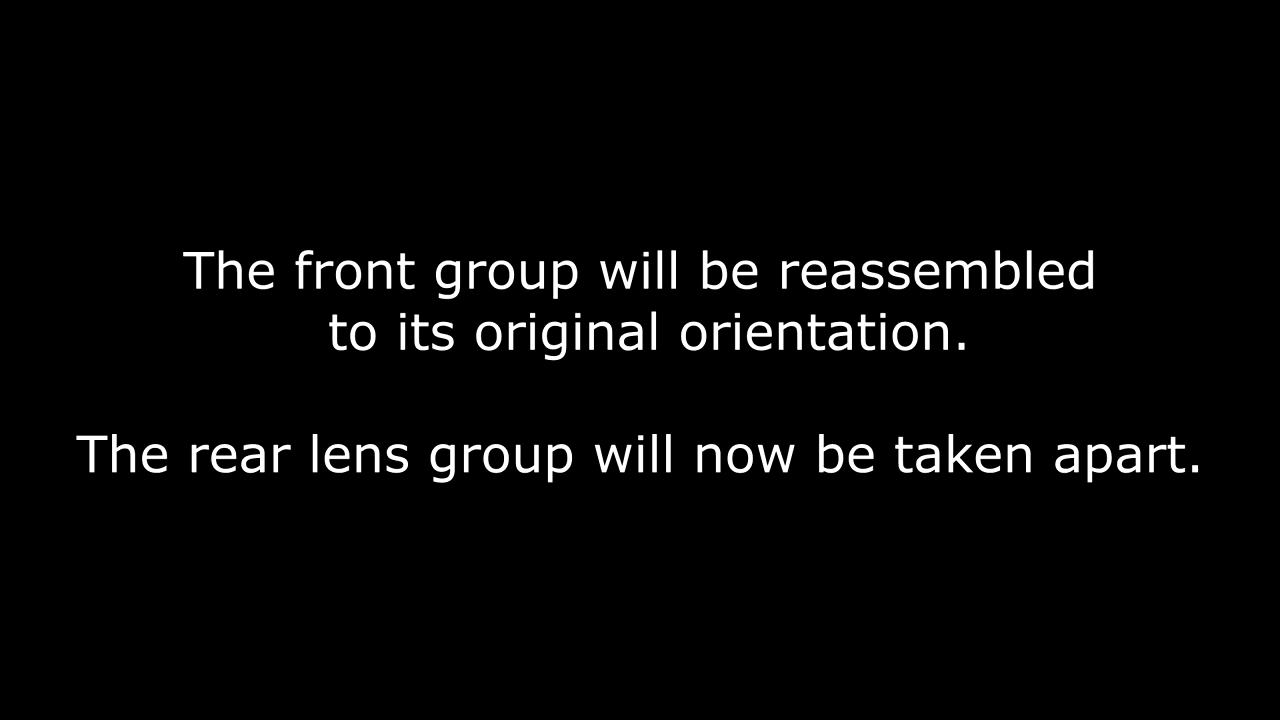 The front group will be reassembled
to its original orientation.
The rear lens group will now be taken apart.